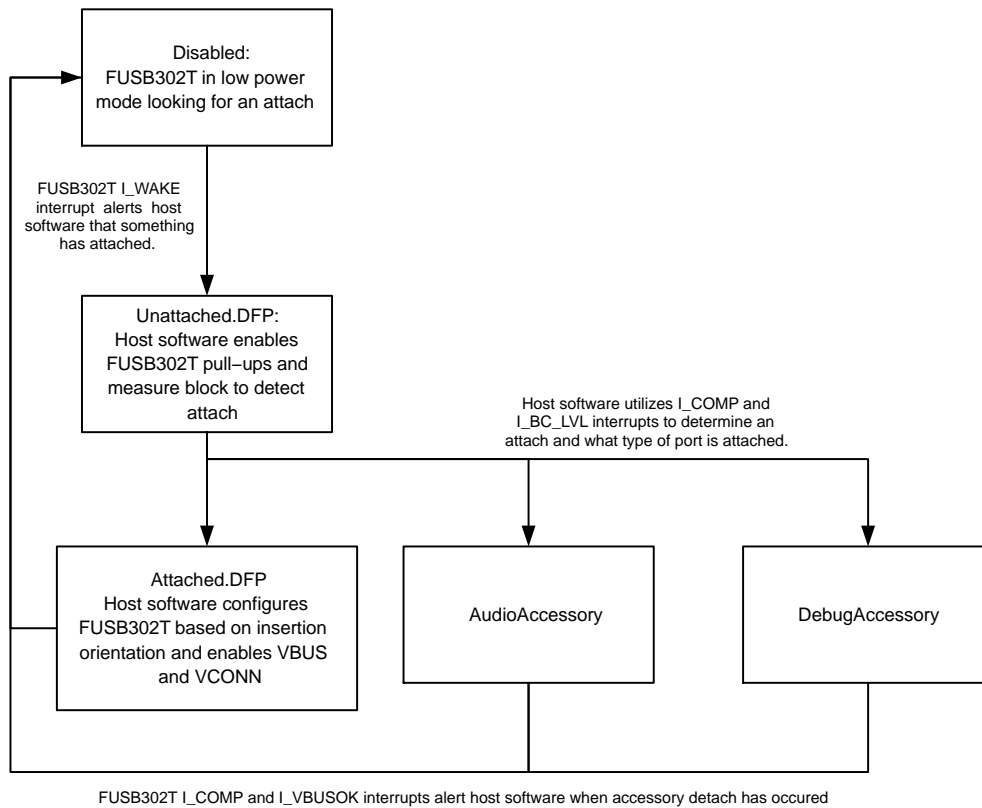 Disabled:
FUSB302T in low power
mode looking for an attach
FUSB302T I_WAKE
interrupt alerts host
software that something
has attached.
Unattached.DFP:
Host software enables
FUSB302T pull−ups and
measure block to detect
attach
Host software utilizes I_COMP and
I_BC_LVL interrupts to determine an
attach and what type of port is attached.
Attached.DFP
Host software configures
FUSB302T based on insertion
orientation and enables VBUS
and VCONN
AudioAccessory
DebugAccessory
FUSB302T I_COMP and I_VBUSOK interrupts alert host software when accessory detach has occured